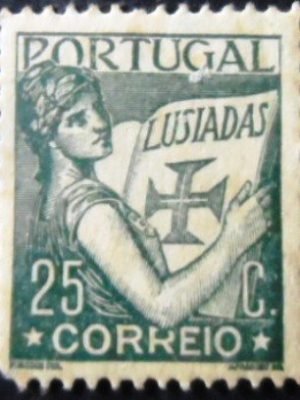 PORTUGAL
LUSIADAS
25 C.
CORREIO